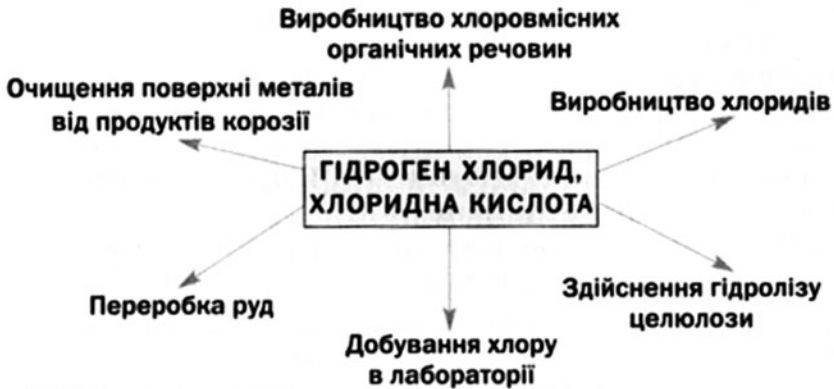 Виробництво хлоровмісних
органічних речовин
Очищення поверхні металів
від продуктів корозії
Виробництво хлоридів
ГІДРОГЕН ХЛОРИД,
ХЛОРИДНА КИСЛОТА
Переробка руд
Здійснення гідролізу
целюлози
Добування хлору
в лабораторії